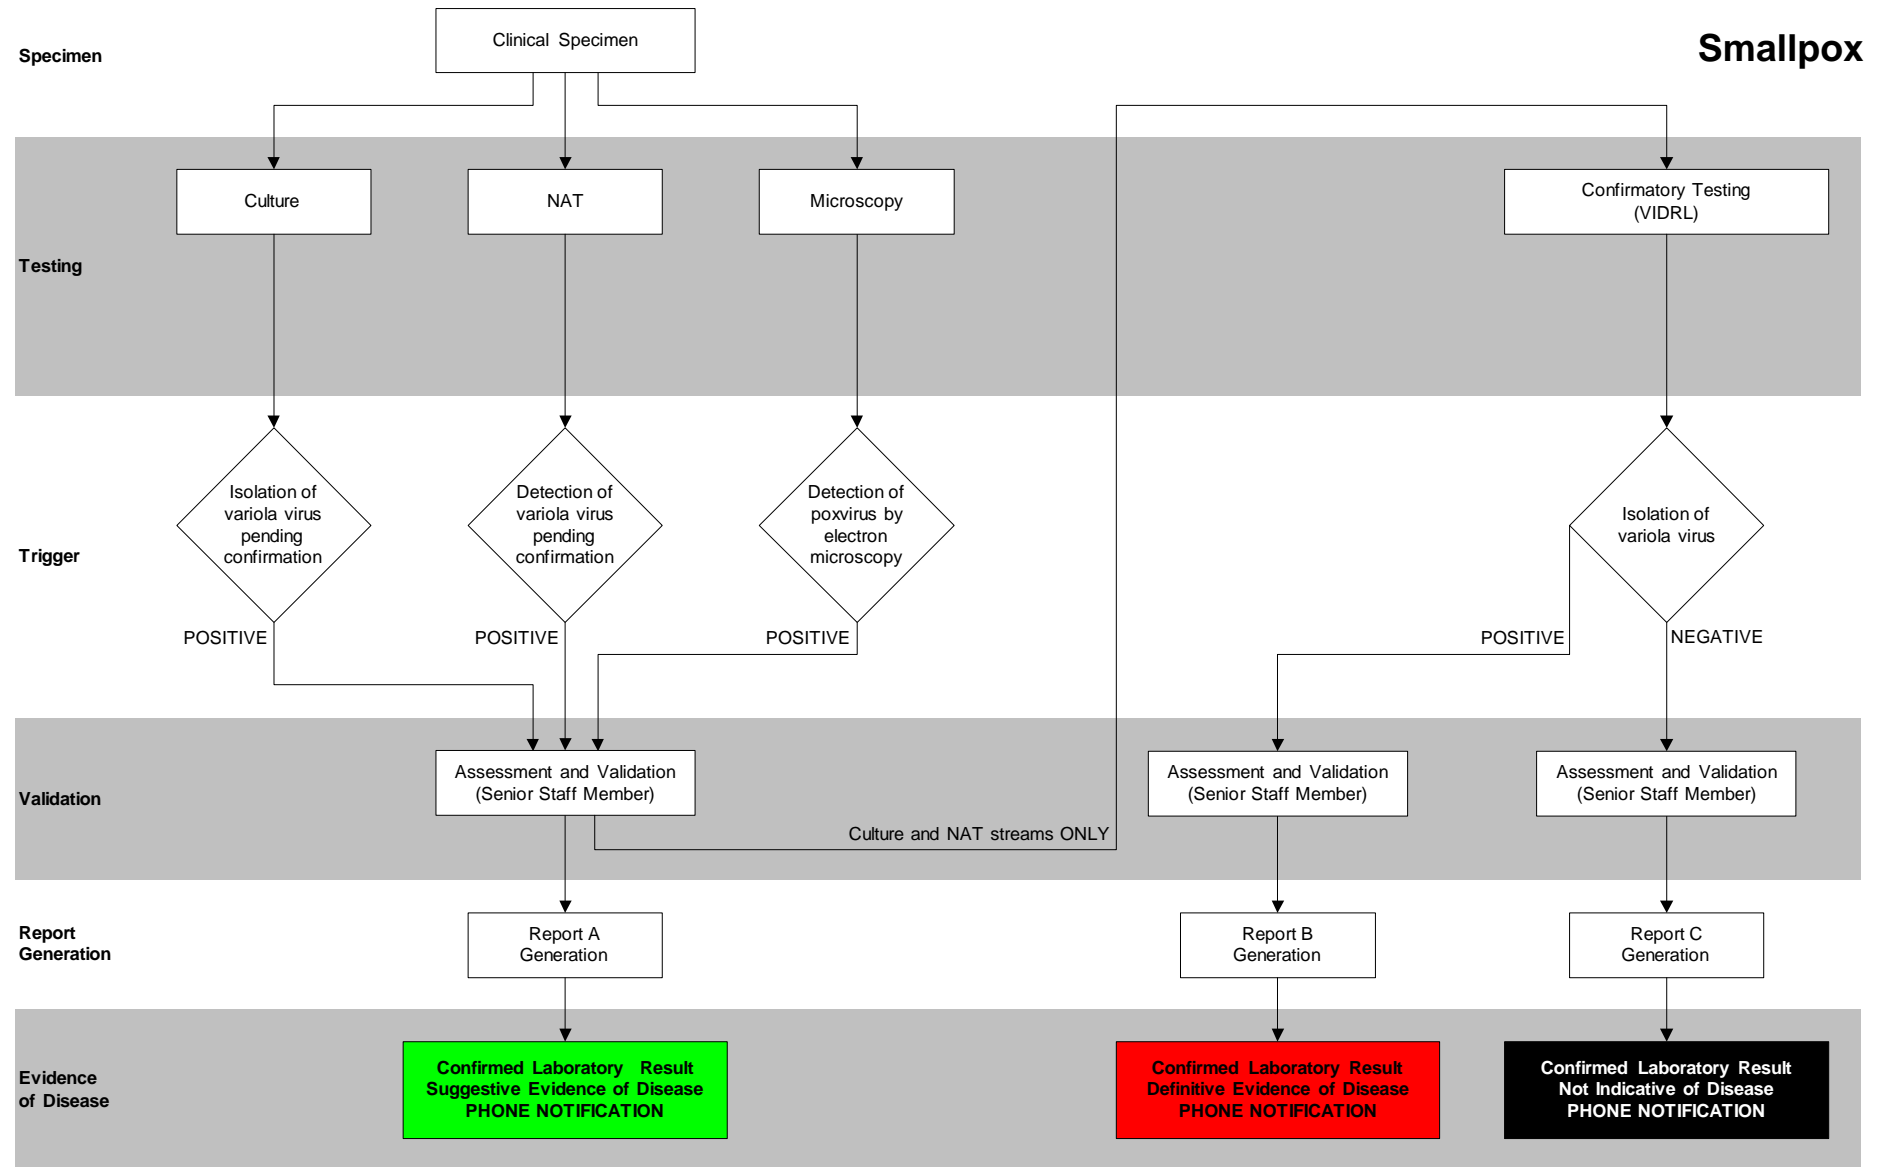 Smallpox
Specimen
Clinical Specimen
Testing
Culture
NAT
Microscopy
Confirmatory Testing
(VIDRL)
Trigger
Isolation of
variola virus
pending
confirmation
Detection of
variola virus
pending
confirmation
Detection of
poxvirus by
electron
microscopy
Isolation of
variola virus
POSITIVE
POSITIVE
POSITIVE
POSITIVE
NEGATIVE
Validation
Assessment and Validation
(Senior Staff Member)
Assessment and Validation
(Senior Staff Member)
Assessment and Validation
(Senior Staff Member)
Culture and NAT streams ONLY
Report
Generation
Report A
Generation
Report B
Generation
Report C
Generation
Evidence
of Disease
Confirmed Laboratory Result
Suggestive Evidence of Disease
PHONE NOTIFICATION
Confirmed Laboratory Result
Definitive Evidence of Disease
PHONE NOTIFICATION
Confirmed Laboratory Result
Not Indicative of Disease
PHONE NOTIFICATION